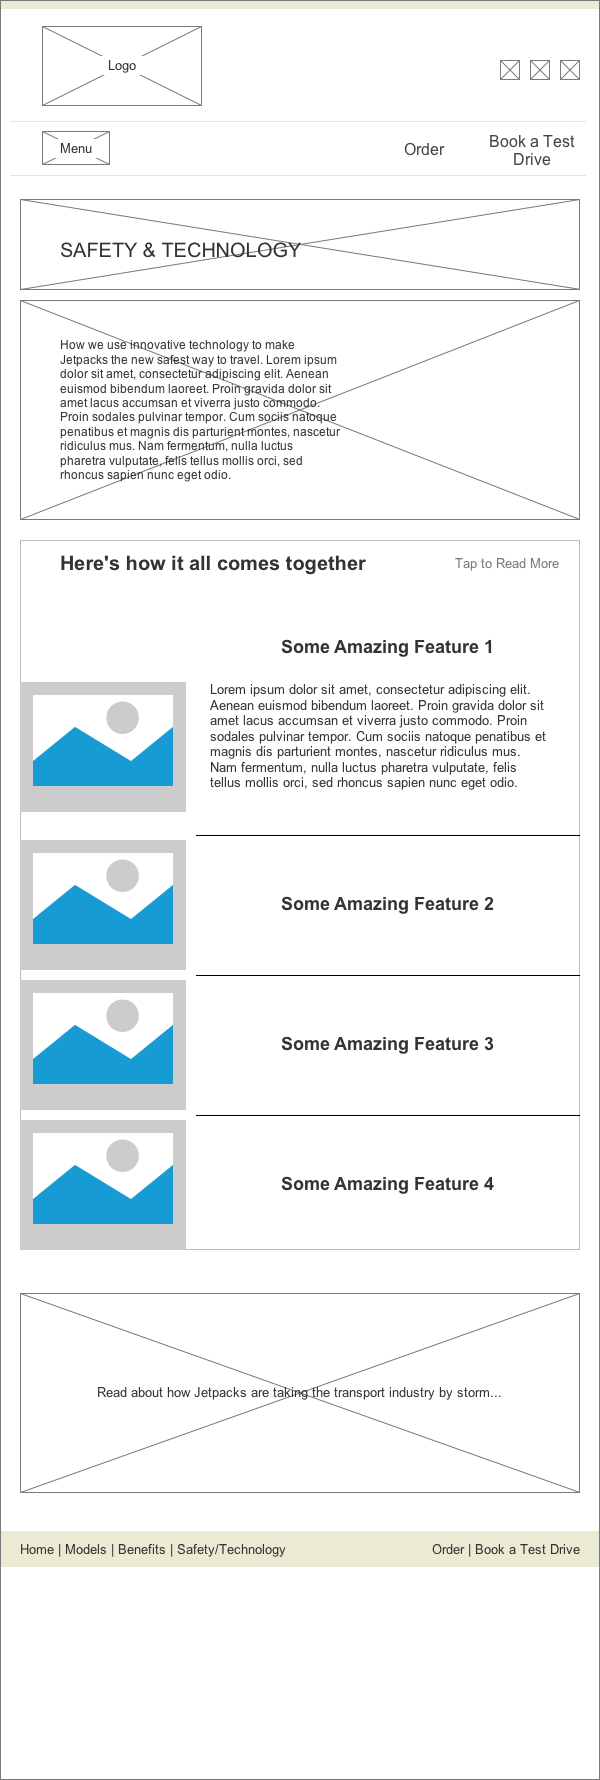 Logo
Menu
Order
Book a Test
Drive
SAFETY & TECHNOLOGY
How we use innovative technology to make
Jetpacks the new safest way to travel. Lorem ipsum
dolor sit amet, consectetur adipiscing elit. Aenean
euismod bibendum laoreet. Proin gravida dolor sit
amet lacus accumsan et viverra justo commodo.
Proin sodales pulvinar tempor. Cum sociis natoque
penatibus et magnis dis parturient montes, nascetur
ridiculus mus. Nam fermentum, nulla luctus
pharetra vulputate, felis tellus mollis orci, sed
rhoncus sapien nunc eget odio.
Here's how it all comes together
Tap to Read More
Some Amazing Feature 1
Lorem ipsum dolor sit amet, consectetur adipiscing elit.
Aenean euismod bibendum laoreet. Proin gravida dolor sit
amet lacus accumsan et viverra justo commodo. Proin
sodales pulvinar tempor. Cum sociis natoque penatibus et
magnis dis parturient montes, nascetur ridiculus mus.
Nam fermentum, nulla luctus pharetra vulputate, felis
tellus mollis orci, sed rhoncus sapien nunc eget odio.
Some Amazing Feature 2
Some Amazing Feature 3
Some Amazing Feature 4
Read about how Jetpacks are taking the transport industry by storm...
Home | Models | Benefits | Safety/Technology
Order | Book a Test Drive